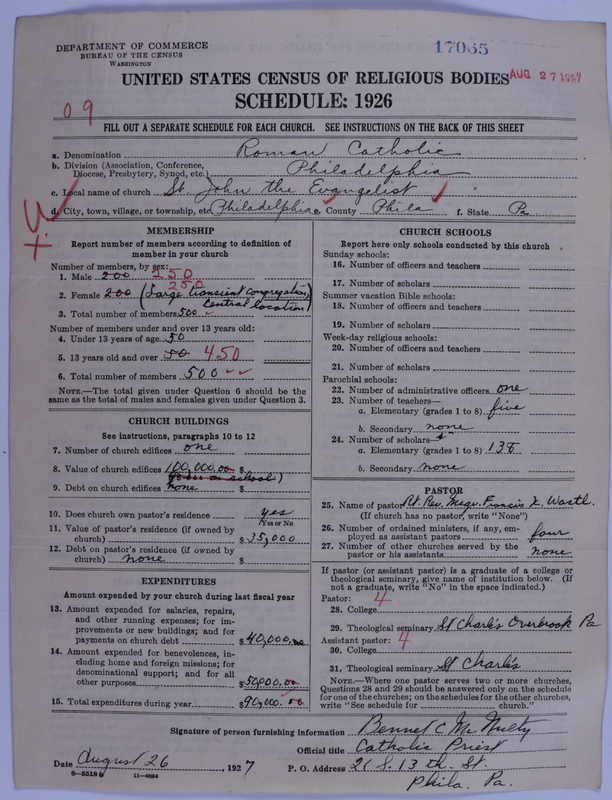 DEPARTMENT OF COMMERCE
BUREAU OF THE CENSUS
WASHINGTON
17065
UNITED STATES CENSUS OF RELIGIOUS BODIES
AUG 27 1927
SCHEDULE: 1926
09
FILL OUT A SEPARATE SCHEDULE FOR EACH CHURCH. SEE INSTRUCTIONS ON THE BACK OF THIS SHEET
a. Denomination Roman Catholic
b. Division (Association, Conference, Diocese, Presbytery, Synod, etc.) Philadelphia
c. Local name of church St. John the Evangelist
d. City, town, village, or township, etc. Philadelphia e. County Phila f. State Pa
MEMBERSHIP
Report number of members according to definition of
member in your church
Number of members, by sex:
1. Male 200 250
2. Female 200 250 (Large transient congregation, central location)
3. Total number of members 500
Number of members under and over 13 years old:
4. Under 13 years of age 50
5. 13 years old and over 50 450
6. Total number of members 500
NOTE.—The total given under Question 6 should be
same as the total of males and females given under Question 3.
CHURCH BUILDINGS
See instructions, paragraphs 10 to 12
7. Number of church edifices one
8. Value of church edifices 100,000.00 $
9. Debt on church edifices none $
10. Does church own pastor's residence yes
Yes or No
11. Value of pastor's residence (if owned by
church) $ 35,000
12. Debt on pastor's residence (if owned by
church) none $
EXPENDITURES
Amount expended by your church during last fiscal year
13. Amount expended for salaries, repairs,
and other running expenses; for im-
provements or new buildings; and for
payments on church debt $ 40,000.00
14. Amount expended for benevolences, in-
cluding home and foreign missions; for
denominational support; and for all
other purposes $ 50,000.00
15. Total expenditures during year $ 90,000.00
CHURCH SCHOOLS
Report here only schools conducted by this church
Sunday schools:
16. Number of officers and teachers
17. Number of scholars
Summer vacation Bible schools:
18. Number of officers and teachers
19. Number of scholars
Week-day religious schools:
20. Number of officers and teachers
21. Number of scholars
Parochial schools:
22. Number of administrative officers one
23. Number of teachers—
a. Elementary (grades 1 to 8) five
b. Secondary none
24. Number of scholars—
a. Elementary (grades 1 to 8) 138
b. Secondary none
PASTOR
25. Name of pastor Rt. Rev. Msgr. Francis X. Wastl.
(If church has no pastor, write "None")
26. Number of ordained ministers, if any, em-
ployed as assistant pastors four
27. Number of other churches served by the
pastor or his assistants none
If pastor (or assistant pastor) is a graduate of a college or
theological seminary, give name of institution below. (If
not a graduate, write "No" in the space indicated.)
Pastor: 4
28. College
29. Theological seminary St Charles Overbrook Pa
Assistant pastor: 4
30. College
31. Theological seminary St Charles
NOTE.—Where one pastor serves two or more churches,
Questions 28 and 29 should be answered only on the schedule
for one of the churches; on the schedules for the other churches,
write "See schedule for church."
Signature of person furnishing information Bennet C McNulty
Official title Catholic Priest
Date August 26, 1927 P. O. Address 21 S. 13th St.
8—5518 11—9054 Phila. Pa.